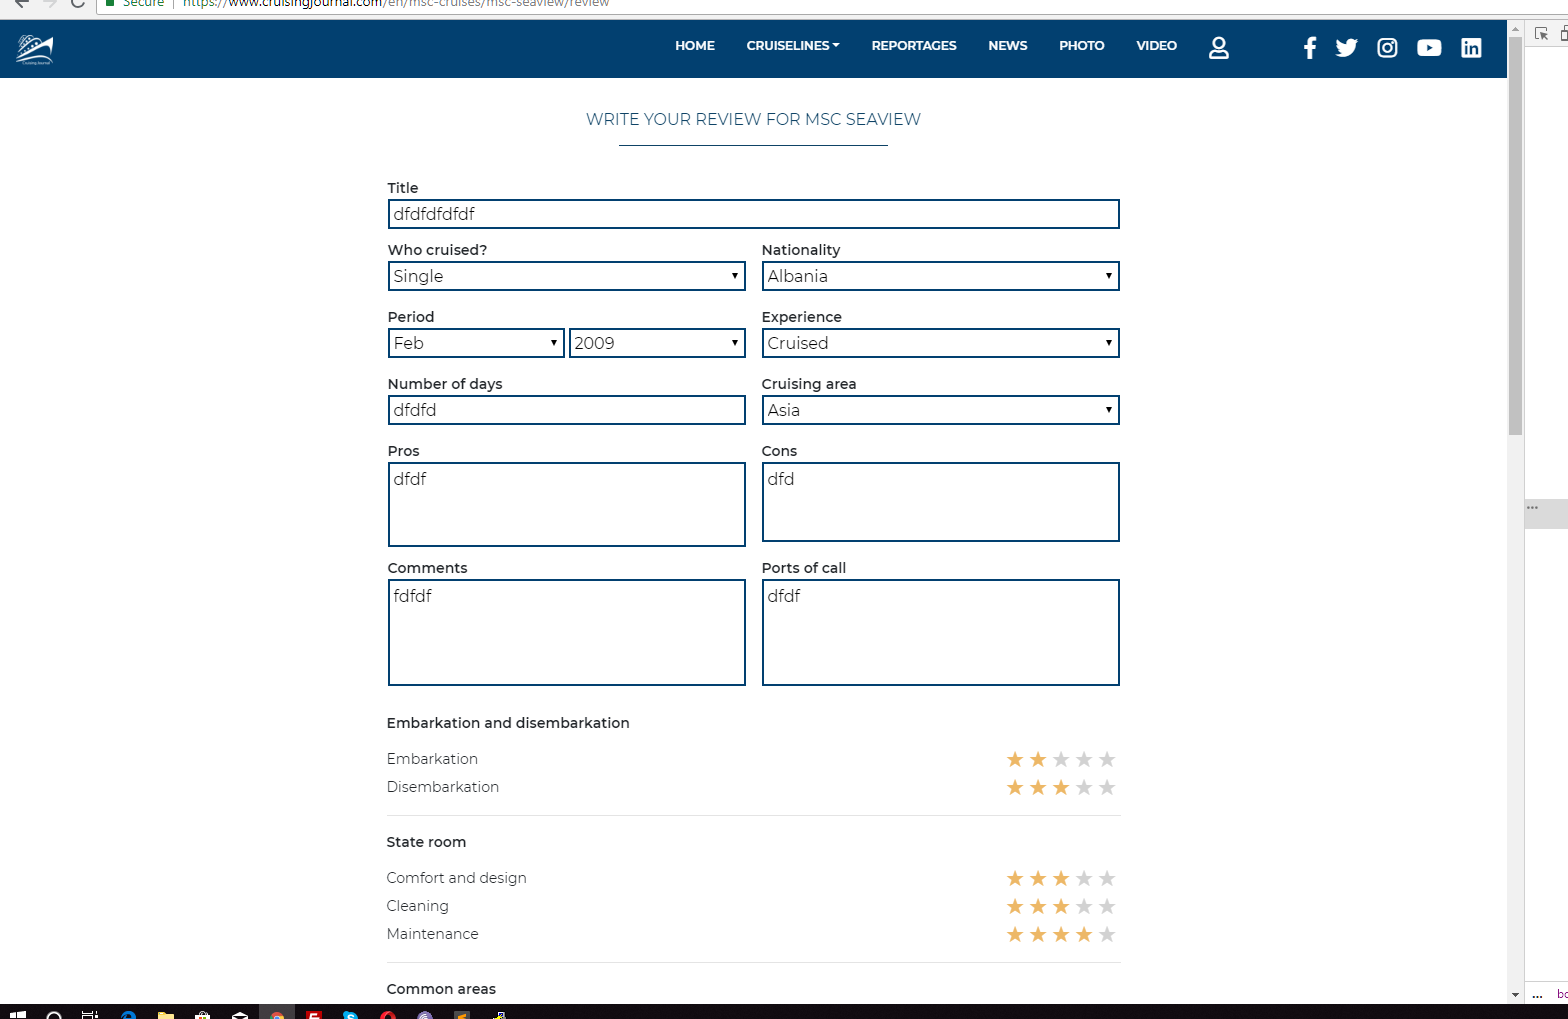 Secure | https://www.cruisingjournal.com/en/msc-cruises/msc-seaview/review
HOME CRUISELINES REPORTAGES NEWS PHOTO VIDEO
WRITE YOUR REVIEW FOR MSC SEAVIEW
Title
dfdfdfdfdf
Who cruised? Nationality
Single Albania
Period Experience
Feb 2009 Cruised
Number of days Cruising area
dfdfd Asia
Pros Cons
dfdf dfd
Comments Ports of call
fdfdf dfdf
Embarkation and disembarkation
Embarkation
Disembarkation
State room
Comfort and design
Cleaning
Maintenance
Common areas
... bo